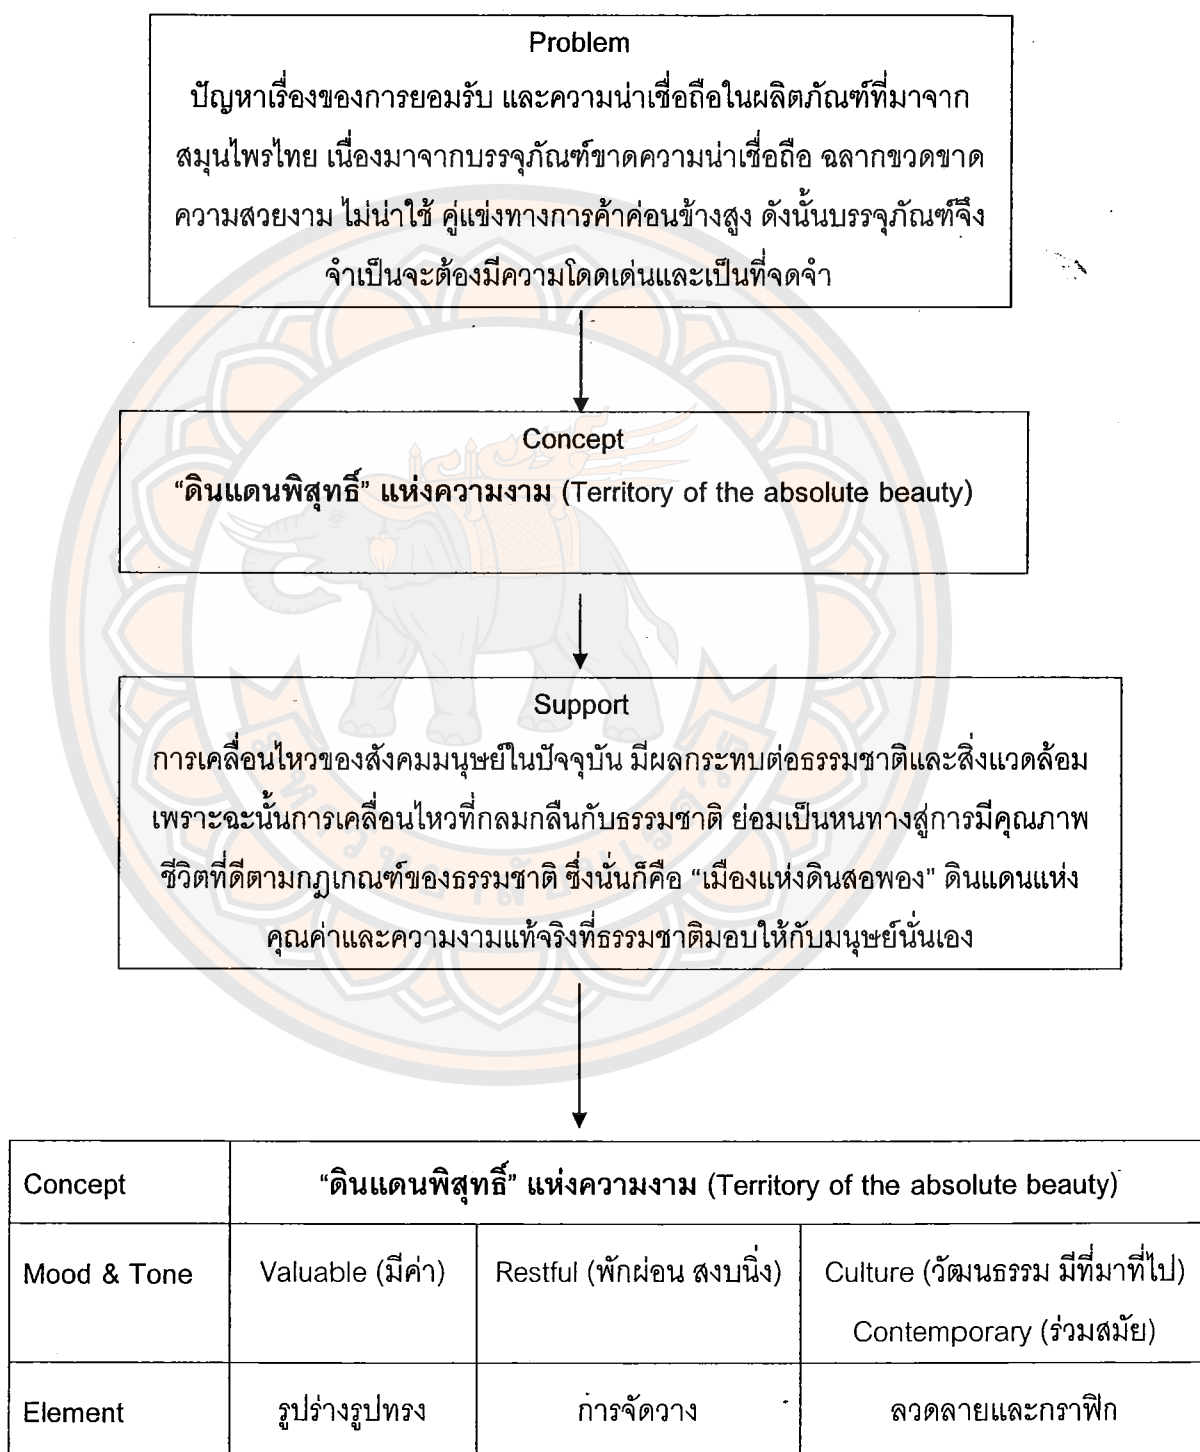 Problem
ปัญหาเรื่องของการยอมรับ และความน่าเชื่อถือในผลิตภัณฑ์ที่มาจาก
สมุนไพรไทย เนื่องมาจากบรรจุภัณฑ์ขาดความน่าเชื่อถือ ฉลากขวดขาด
ความสวยงาม ไม่น่าใช้ คู่แข่งทางการค้าค่อนข้างสูง ดังนั้นบรรจุภัณฑ์จึง
จำเป็นจะต้องมีความโดดเด่นและเป็นที่จดจำ
Concept
“ดินแดนพิสุทธิ์” แห่งความงาม (Territory of the absolute beauty)
Support
การเคลื่อนไหวของสังคมมนุษย์ในปัจจุบัน มีผลกระทบต่อธรรมชาติและสิ่งแวดล้อม
เพราะฉะนั้นการเคลื่อนไหวที่กลมกลืนกับธรรมชาติ ย่อมเป็นหนทางสู่การมีคุณภาพ
ชีวิตที่ดีตามกฎเกณฑ์ของธรรมชาติ ซึ่งนั่นก็คือ “เมืองแห่งดินสอพอง” ดินแดนแห่ง
คุณค่าและความงามแท้จริงที่ธรรมชาติมอบให้กับมนุษย์นั่นเอง
มหาวิทยาลัยนเรศวร
Concept “ดินแดนพิสุทธิ์” แห่งความงาม (Territory of the absolute beauty)
Mood & Tone Valuable (มีค่า) Restful (พักผ่อน สงบนิ่ง) Culture (วัฒนธรรม มีที่มาที่ไป)
Contemporary (ร่วมสมัย)
Element รูปร่างรูปทรง การจัดวาง ลวดลายและกราฟิก